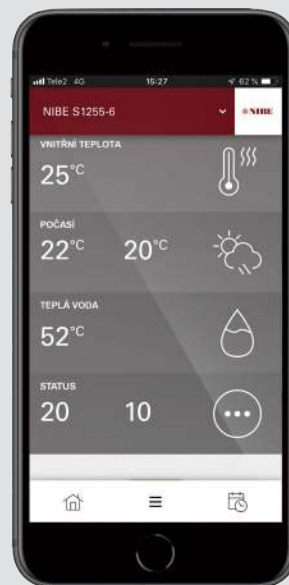 Tele2 4G 15:27 62 %
NIBE S1255-6 NIBE
VNITŘNÍ TEPLOTA
25°C
POČASÍ
22°C 20°C
TEPLÁ VODA
52°C
STATUS
20 10